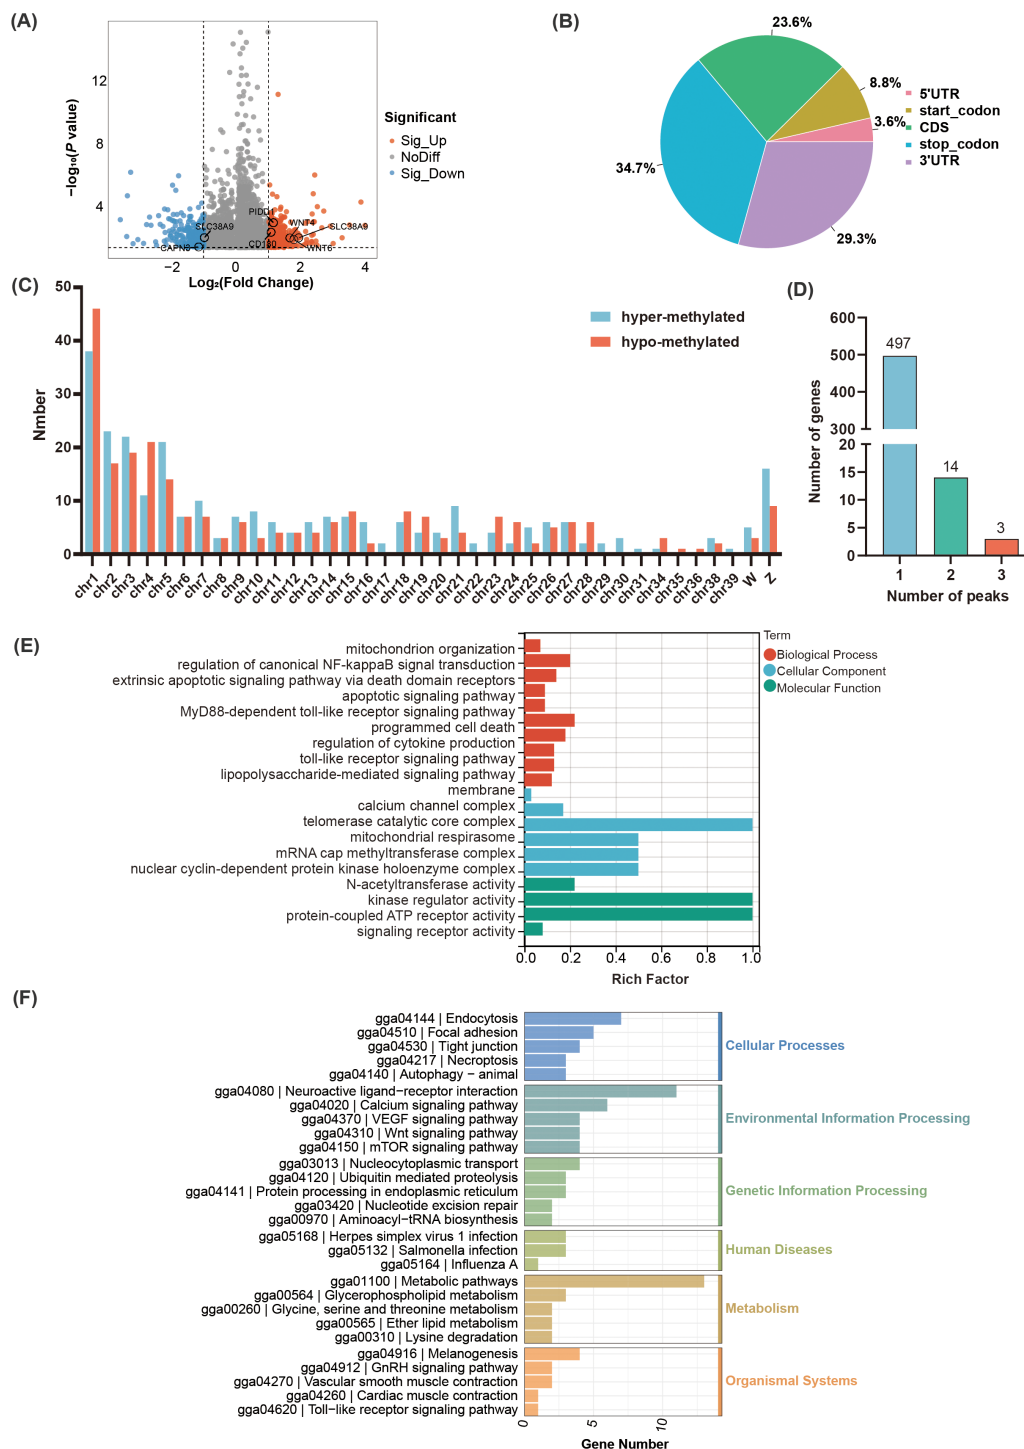 (A)
12
8
4
−log₁₀(P value)
−2
0
2
4
Log₂(Fold Change)
PIDD1
SLC38A9
WNT4
SLC38A9
CAPN8
CD180
WNT6
Significant
Sig_Up
NoDiff
Sig_Down
(B)
23.6%
8.8%
3.6%
34.7%
29.3%
5'UTR
start_codon
CDS
stop_codon
3'UTR
(C)
50
40
30
20
10
0
Nmber
hyper-methylated
hypo-methylated
chr1
chr2
chr3
chr4
chr5
chr6
chr7
chr8
chr9
chr10
chr11
chr12
chr13
chr14
chr15
chr16
chr17
chr18
chr19
chr20
chr21
chr22
chr23
chr24
chr25
chr26
chr27
chr28
chr29
chr30
chr31
chr34
chr35
chr36
chr38
chr39
W
Z
(D)
600
500
400
300
20
15
10
5
0
Number of genes
497
14
3
1
2
3
Number of peaks
(E)
mitochondrion organization
regulation of canonical NF-kappaB signal transduction
extrinsic apoptotic signaling pathway via death domain receptors
apoptotic signaling pathway
MyD88-dependent toll-like receptor signaling pathway
programmed cell death
regulation of cytokine production
toll-like receptor signaling pathway
lipopolysaccharide-mediated signaling pathway
membrane
calcium channel complex
telomerase catalytic core complex
mitochondrial respirasome
mRNA cap methyltransferase complex
nuclear cyclin-dependent protein kinase holoenzyme complex
N-acetyltransferase activity
kinase regulator activity
protein-coupled ATP receptor activity
signaling receptor activity
0.0
0.2
0.4
0.6
0.8
1.0
Rich Factor
Term
Biological Process
Cellular Component
Molecular Function
(F)
gga04144 | Endocytosis
gga04510 | Focal adhesion
gga04530 | Tight junction
gga04217 | Necroptosis
gga04140 | Autophagy − animal
Cellular Processes
gga04080 | Neuroactive ligand−receptor interaction
gga04020 | Calcium signaling pathway
gga04370 | VEGF signaling pathway
gga04310 | Wnt signaling pathway
gga04150 | mTOR signaling pathway
Environmental Information Processing
gga03013 | Nucleocytoplasmic transport
gga04120 | Ubiquitin mediated proteolysis
gga04141 | Protein processing in endoplasmic reticulum
gga03420 | Nucleotide excision repair
gga00970 | Aminoacyl−tRNA biosynthesis
Genetic Information Processing
gga05168 | Herpes simplex virus 1 infection
gga05132 | Salmonella infection
gga05164 | Influenza A
Human Diseases
gga01100 | Metabolic pathways
gga00564 | Glycerophospholipid metabolism
gga00260 | Glycine, serine and threonine metabolism
gga00565 | Ether lipid metabolism
gga00310 | Lysine degradation
Metabolism
gga04916 | Melanogenesis
gga04912 | GnRH signaling pathway
gga04270 | Vascular smooth muscle contraction
gga04260 | Cardiac muscle contraction
gga04620 | Toll−like receptor signaling pathway
Organismal Systems
0
5
10
Gene Number